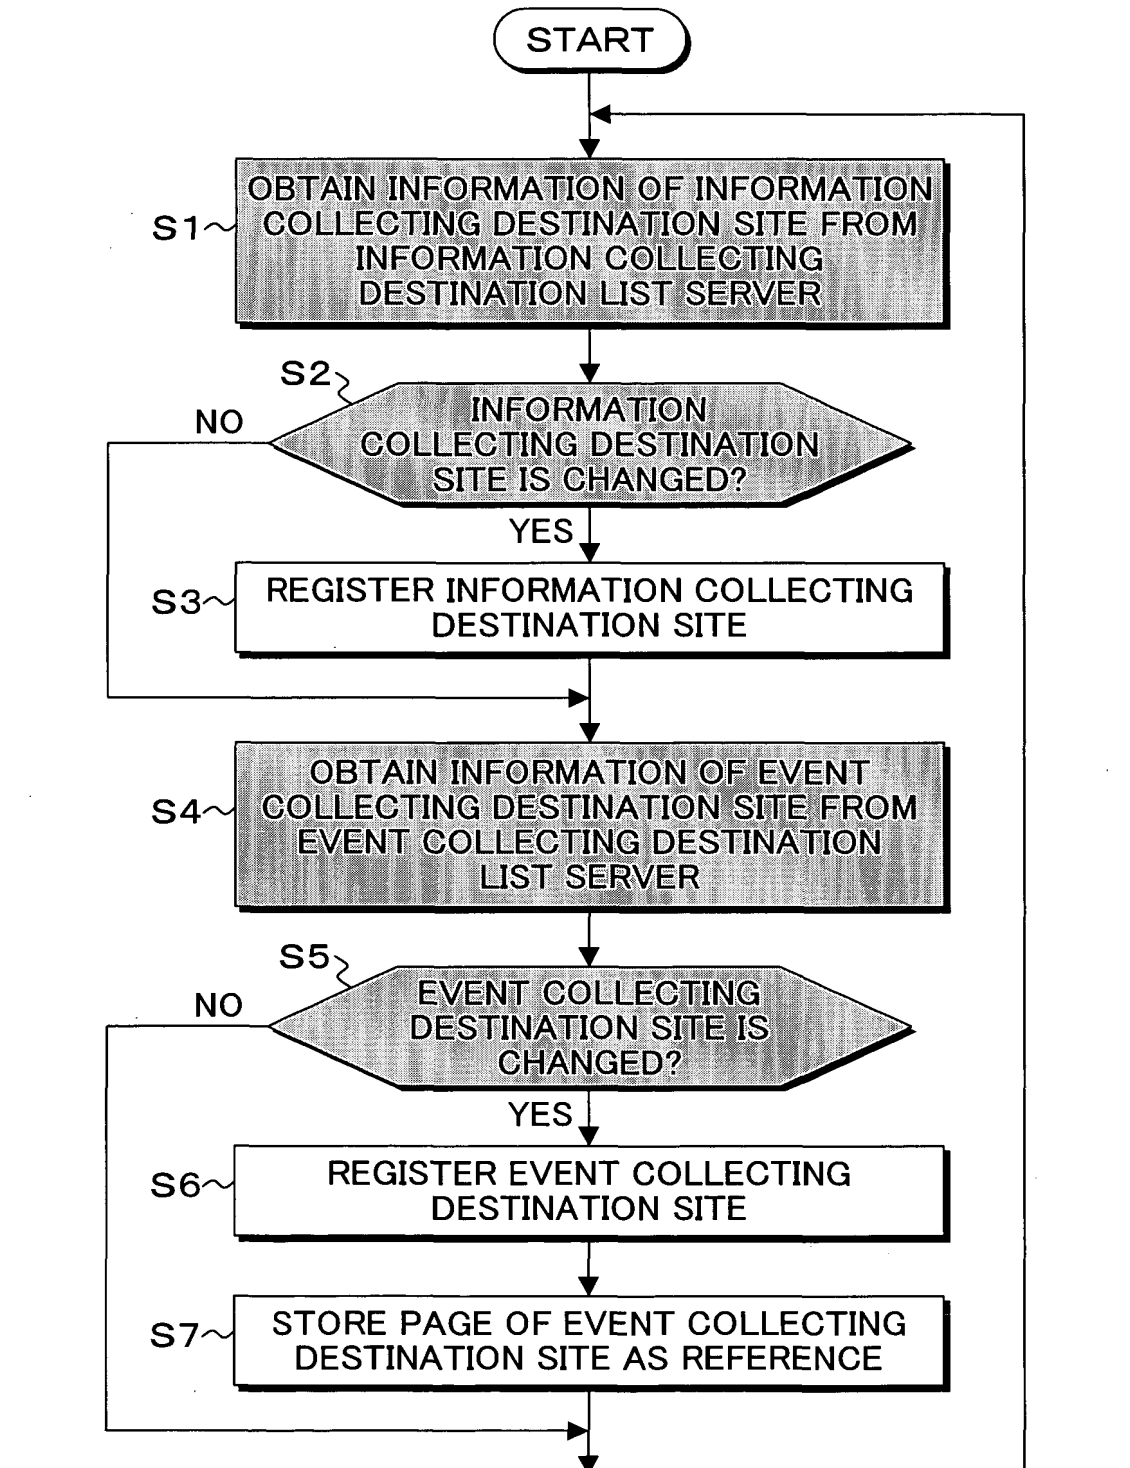 START
OBTAIN INFORMATION OF INFORMATION
COLLECTING DESTINATION SITE FROM
INFORMATION COLLECTING
DESTINATION LIST SERVER
S1
S2
INFORMATION
COLLECTING DESTINATION
SITE IS CHANGED?
NO
YES
S3
REGISTER INFORMATION COLLECTING
DESTINATION SITE
S4
OBTAIN INFORMATION OF EVENT
COLLECTING DESTINATION SITE FROM
EVENT COLLECTING DESTINATION
LIST SERVER
S5
EVENT COLLECTING
DESTINATION SITE IS
CHANGED?
NO
YES
S6
REGISTER EVENT COLLECTING
DESTINATION SITE
S7
STORE PAGE OF EVENT COLLECTING
DESTINATION SITE AS REFERENCE